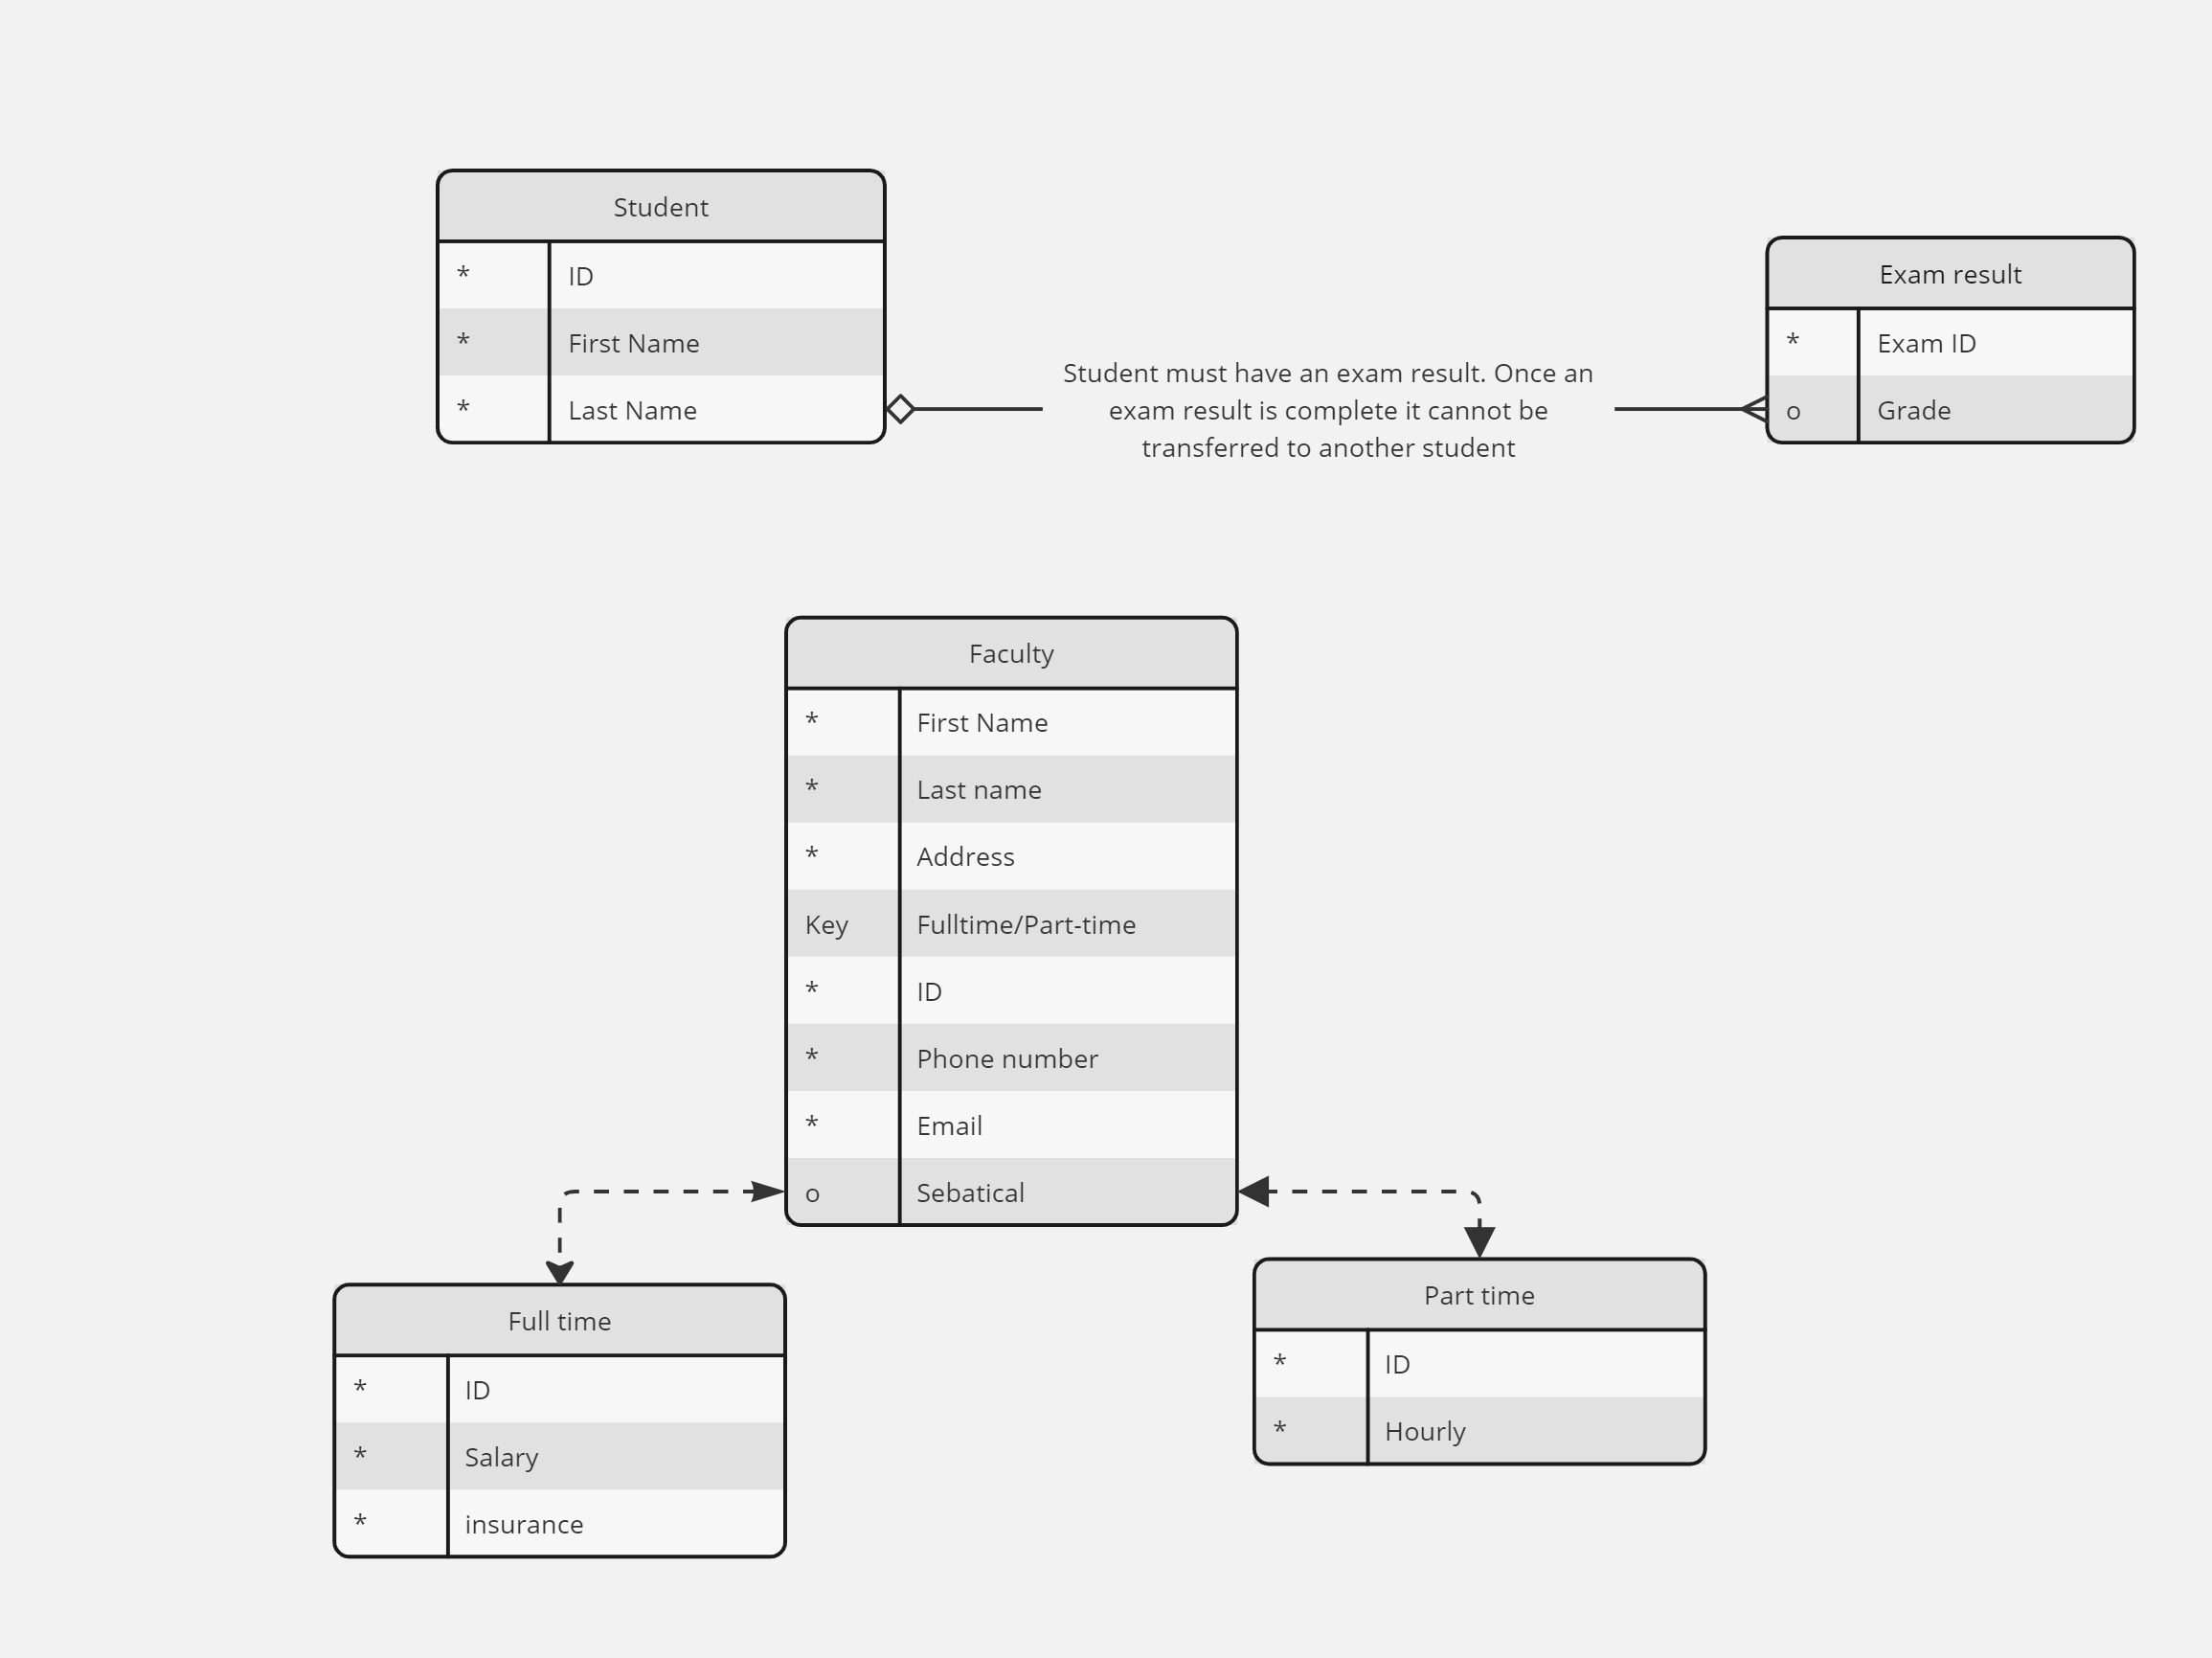 Student
* ID
* First Name
* Last Name
Student must have an exam result. Once an
exam result is complete it cannot be
transferred to another student
Exam result
* Exam ID
o Grade
Faculty
* First Name
* Last name
* Address
Key Fulltime/Part-time
* ID
* Phone number
* Email
o Sebatical
Full time
* ID
* Salary
* insurance
Part time
* ID
* Hourly